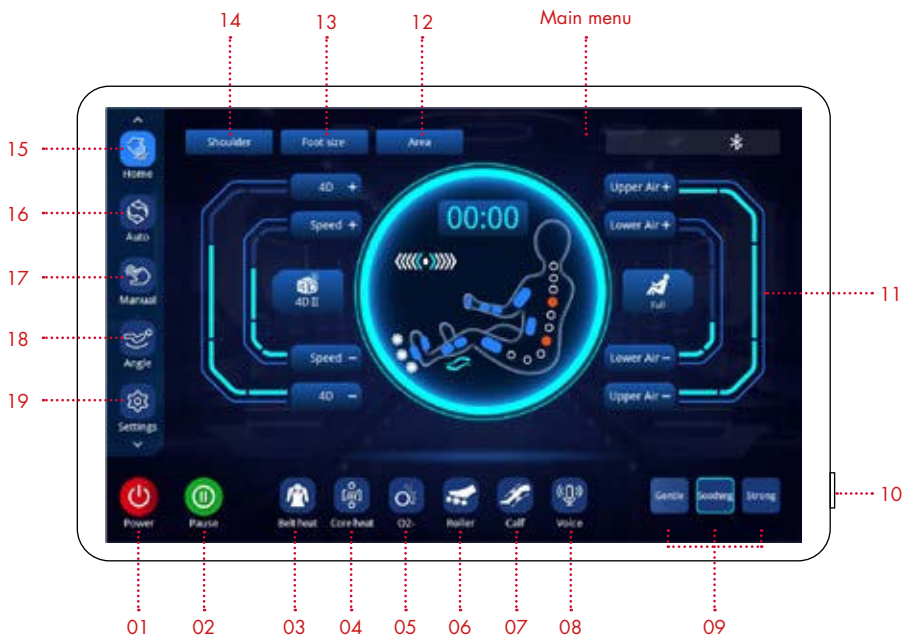 14
13
12
Main menu
Shoulder
Foot size
Area
15
Home
4D +
Upper Air +
16
Speed +
00:00
Lower Air +
Auto
17
4D II
Full
11
Manual
18
Speed −
Lower Air −
Angle
19
4D −
Upper Air −
Settings
Gentle
Soothing
Strong
10
Power
Pause
Belt heat
Core heat
O2-
Roller
Calf
Voice
01
02
03
04
05
06
07
08
09